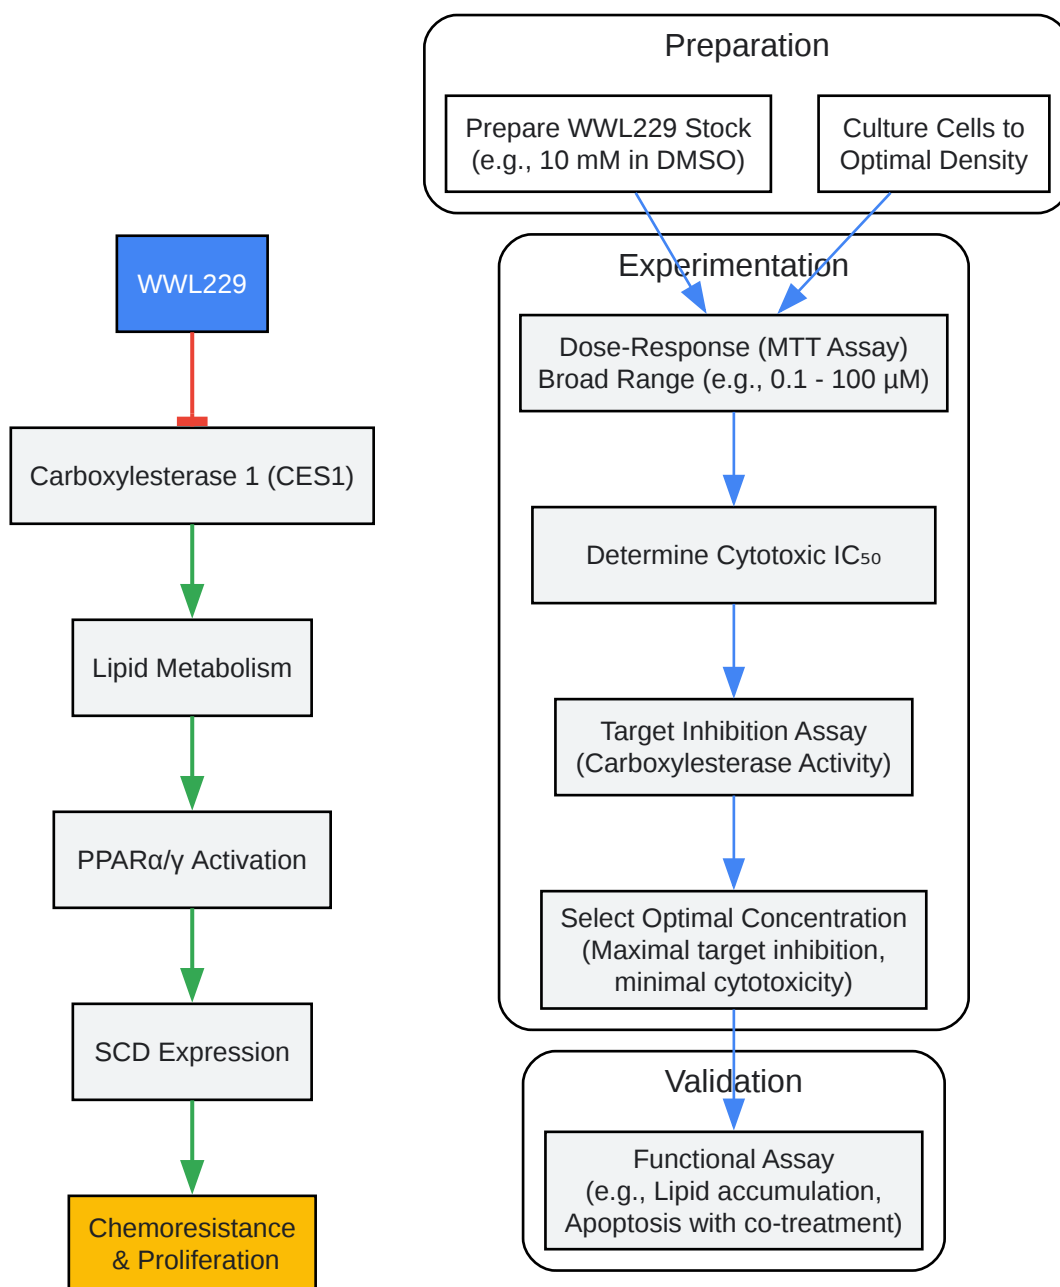 WWL229
Carboxylesterase 1 (CES1)
Lipid Metabolism
PPARα/γ Activation
SCD Expression
Chemoresistance
& Proliferation
Preparation
Prepare WWL229 Stock
(e.g., 10 mM in DMSO)
Culture Cells to
Optimal Density
Experimentation
Dose-Response (MTT Assay)
Broad Range (e.g., 0.1 - 100 µM)
Determine Cytotoxic IC₅₀
Target Inhibition Assay
(Carboxylesterase Activity)
Select Optimal Concentration
(Maximal target inhibition,
minimal cytotoxicity)
Validation
Functional Assay
(e.g., Lipid accumulation,
Apoptosis with co-treatment)